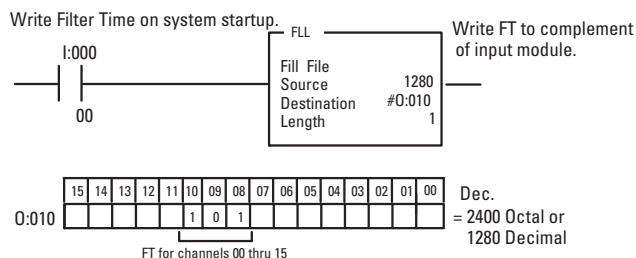 Write Filter Time on system startup.
I:000
00
FLL
Fill File
Source 1280
Destination #O:010
Length 1
Write FT to complement
of input module.
15 14 13 12 11 10 09 08 07 06 05 04 03 02 01 00 Dec.
O:010 1 0 1 = 2400 Octal or
1280 Decimal
FT for channels 00 thru 15